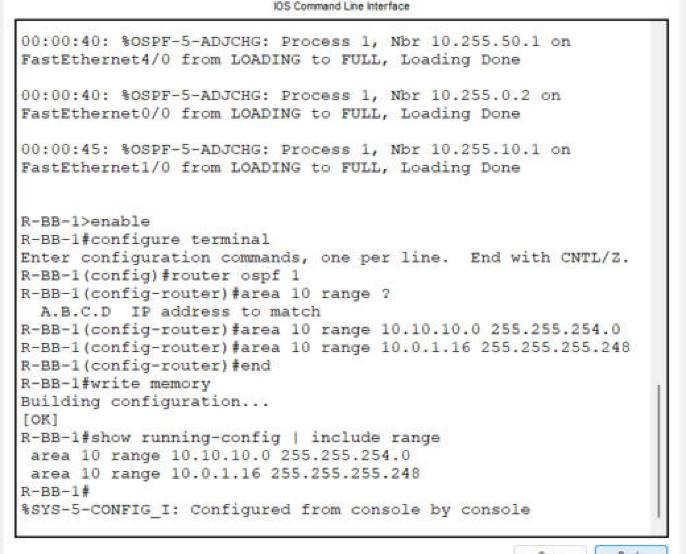 IOS Command Line Interface
00:00:40: %OSPF-5-ADJCHG: Process 1, Nbr 10.255.50.1 on
FastEthernet4/0 from LOADING to FULL, Loading Done
00:00:40: %OSPF-5-ADJCHG: Process 1, Nbr 10.255.0.2 on
FastEthernet0/0 from LOADING to FULL, Loading Done
00:00:45: %OSPF-5-ADJCHG: Process 1, Nbr 10.255.10.1 on
FastEthernet1/0 from LOADING to FULL, Loading Done
R-BB-1>enable
R-BB-1#configure terminal
Enter configuration commands, one per line.  End with CNTL/Z.
R-BB-1(config)#router ospf 1
R-BB-1(config-router)#area 10 range ?
  A.B.C.D  IP address to match
R-BB-1(config-router)#area 10 range 10.10.10.0 255.255.254.0
R-BB-1(config-router)#area 10 range 10.0.1.16 255.255.255.248
R-BB-1(config-router)#end
R-BB-1#write memory
Building configuration...
[OK]
R-BB-1#show running-config | include range
 area 10 range 10.10.10.0 255.255.254.0
 area 10 range 10.0.1.16 255.255.255.248
R-BB-1#
%SYS-5-CONFIG_I: Configured from console by console